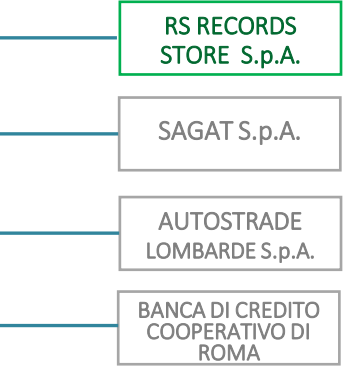 RS RECORDS
STORE S.p.A.
SAGAT S.p.A.
AUTOSTRADE
LOMBARDE S.p.A.
BANCA DI CREDITO
COOPERATIVO DI
ROMA